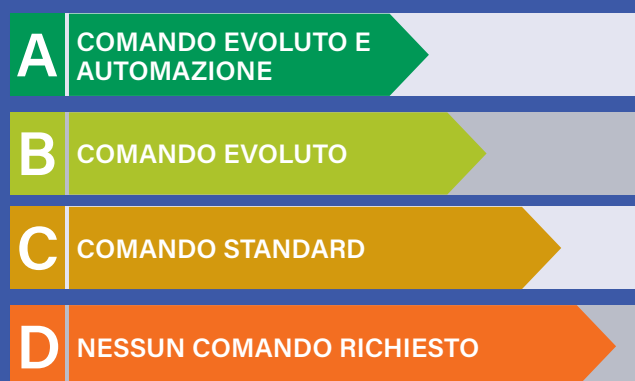 A COMANDO EVOLUTO E
AUTOMAZIONE
B COMANDO EVOLUTO
C COMANDO STANDARD
D NESSUN COMANDO RICHIESTO